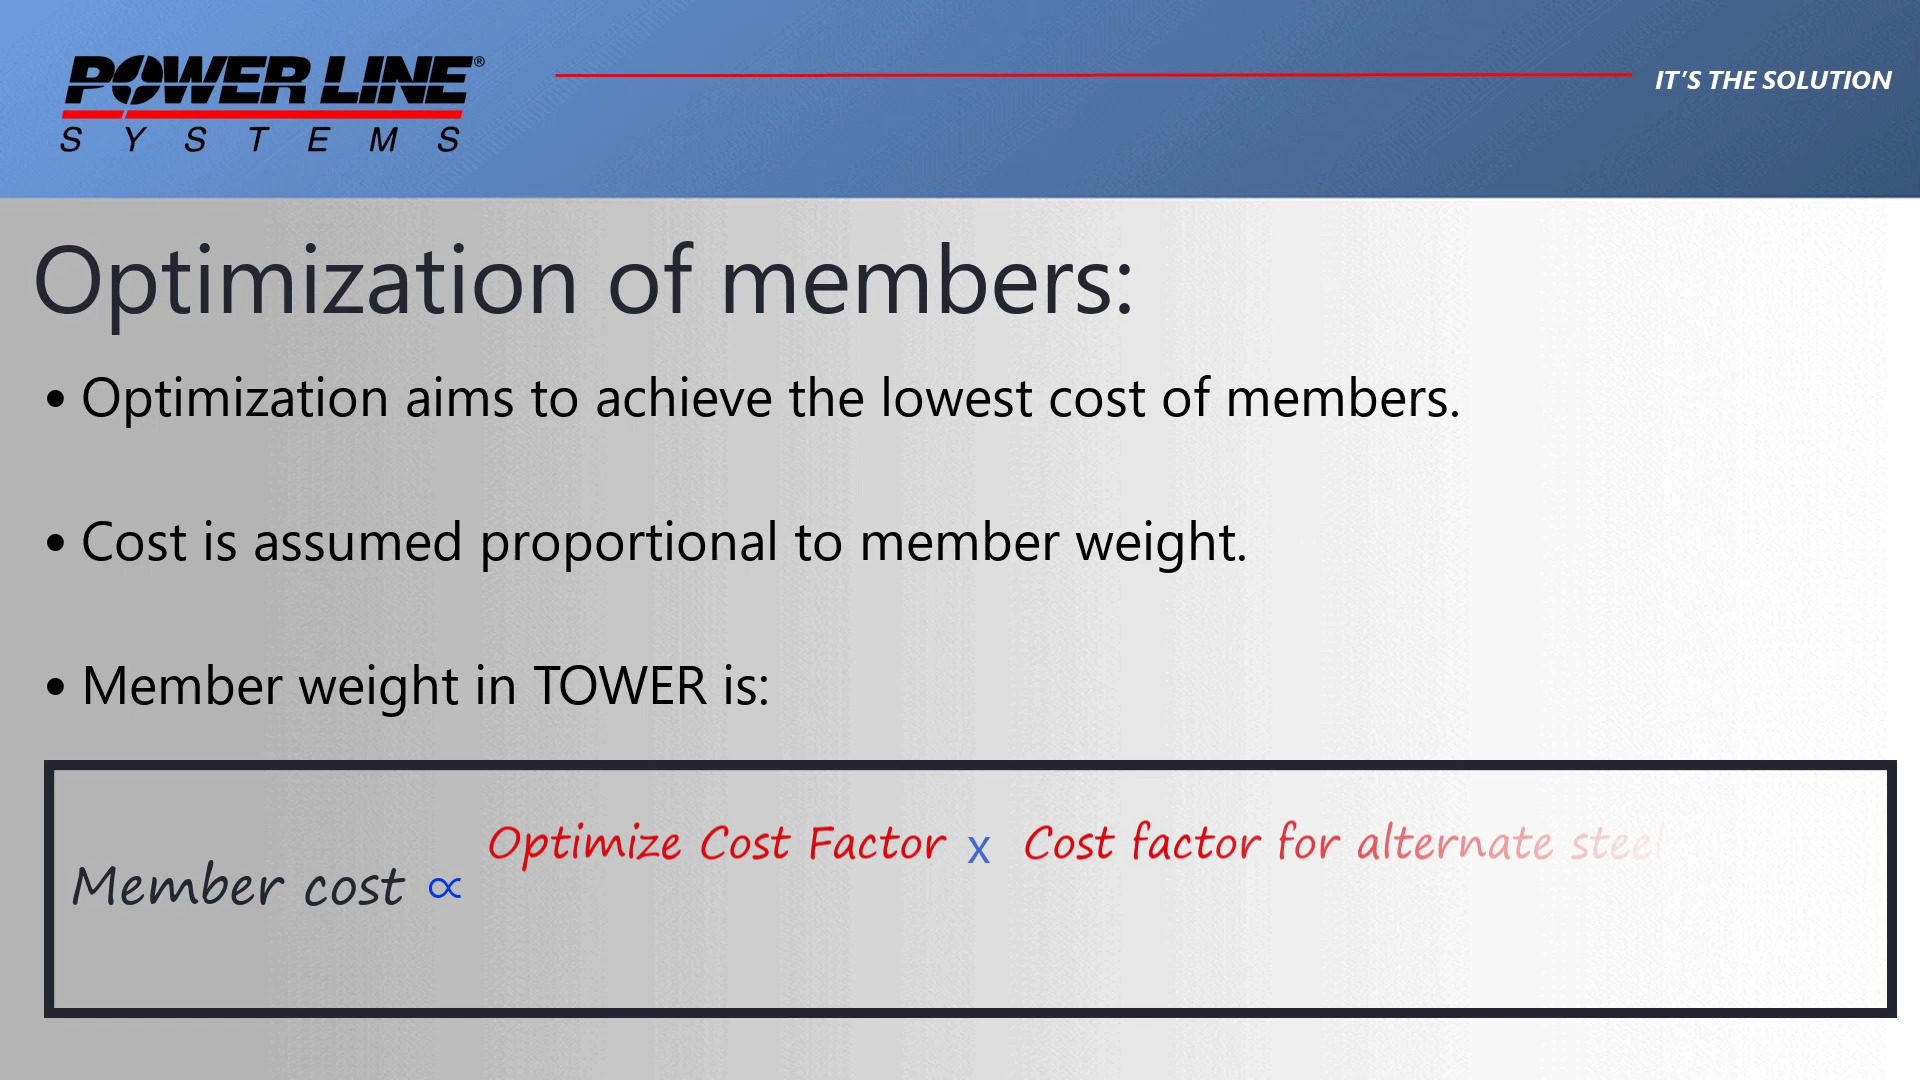 POWER LINE®
SYSTEMS
IT'S THE SOLUTION
Optimization of members:
• Optimization aims to achieve the lowest cost of members.
• Cost is assumed proportional to member weight.
• Member weight in TOWER is:
Optimize Cost Factor x Cost factor for alternate steel
Member cost ∝